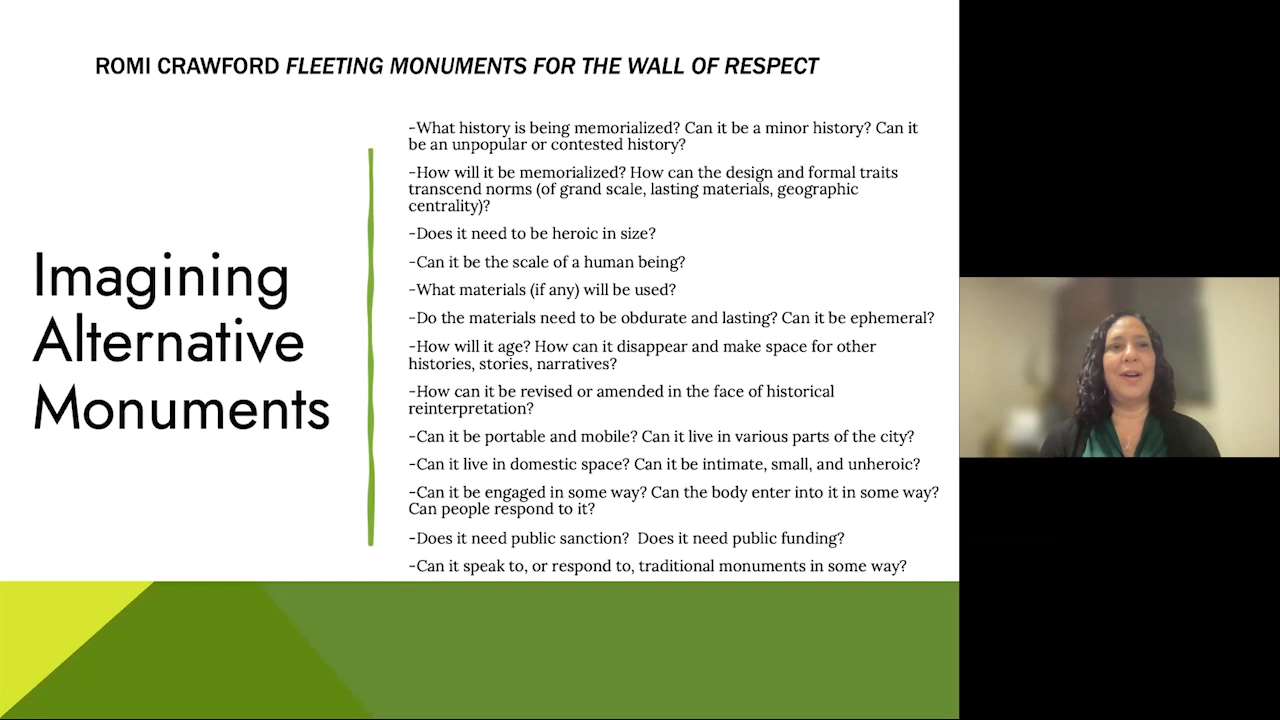 ROMI CRAWFORD FLEETING MONUMENTS FOR THE WALL OF RESPECT
Imagining
Alternative
Monuments
-What history is being memorialized? Can it be a minor history? Can it
be an unpopular or contested history?
-How will it be memorialized? How can the design and formal traits
transcend norms (of grand scale, lasting materials, geographic
centrality)?
-Does it need to be heroic in size?
-Can it be the scale of a human being?
-What materials (if any) will be used?
-Do the materials need to be obdurate and lasting? Can it be ephemeral?
-How will it age? How can it disappear and make space for other
histories, stories, narratives?
-How can it be revised or amended in the face of historical
reinterpretation?
-Can it be portable and mobile? Can it live in various parts of the city?
-Can it live in domestic space? Can it be intimate, small, and unheroic?
-Can it be engaged in some way? Can the body enter into it in some way?
Can people respond to it?
-Does it need public sanction?  Does it need public funding?
-Can it speak to, or respond to, traditional monuments in some way?